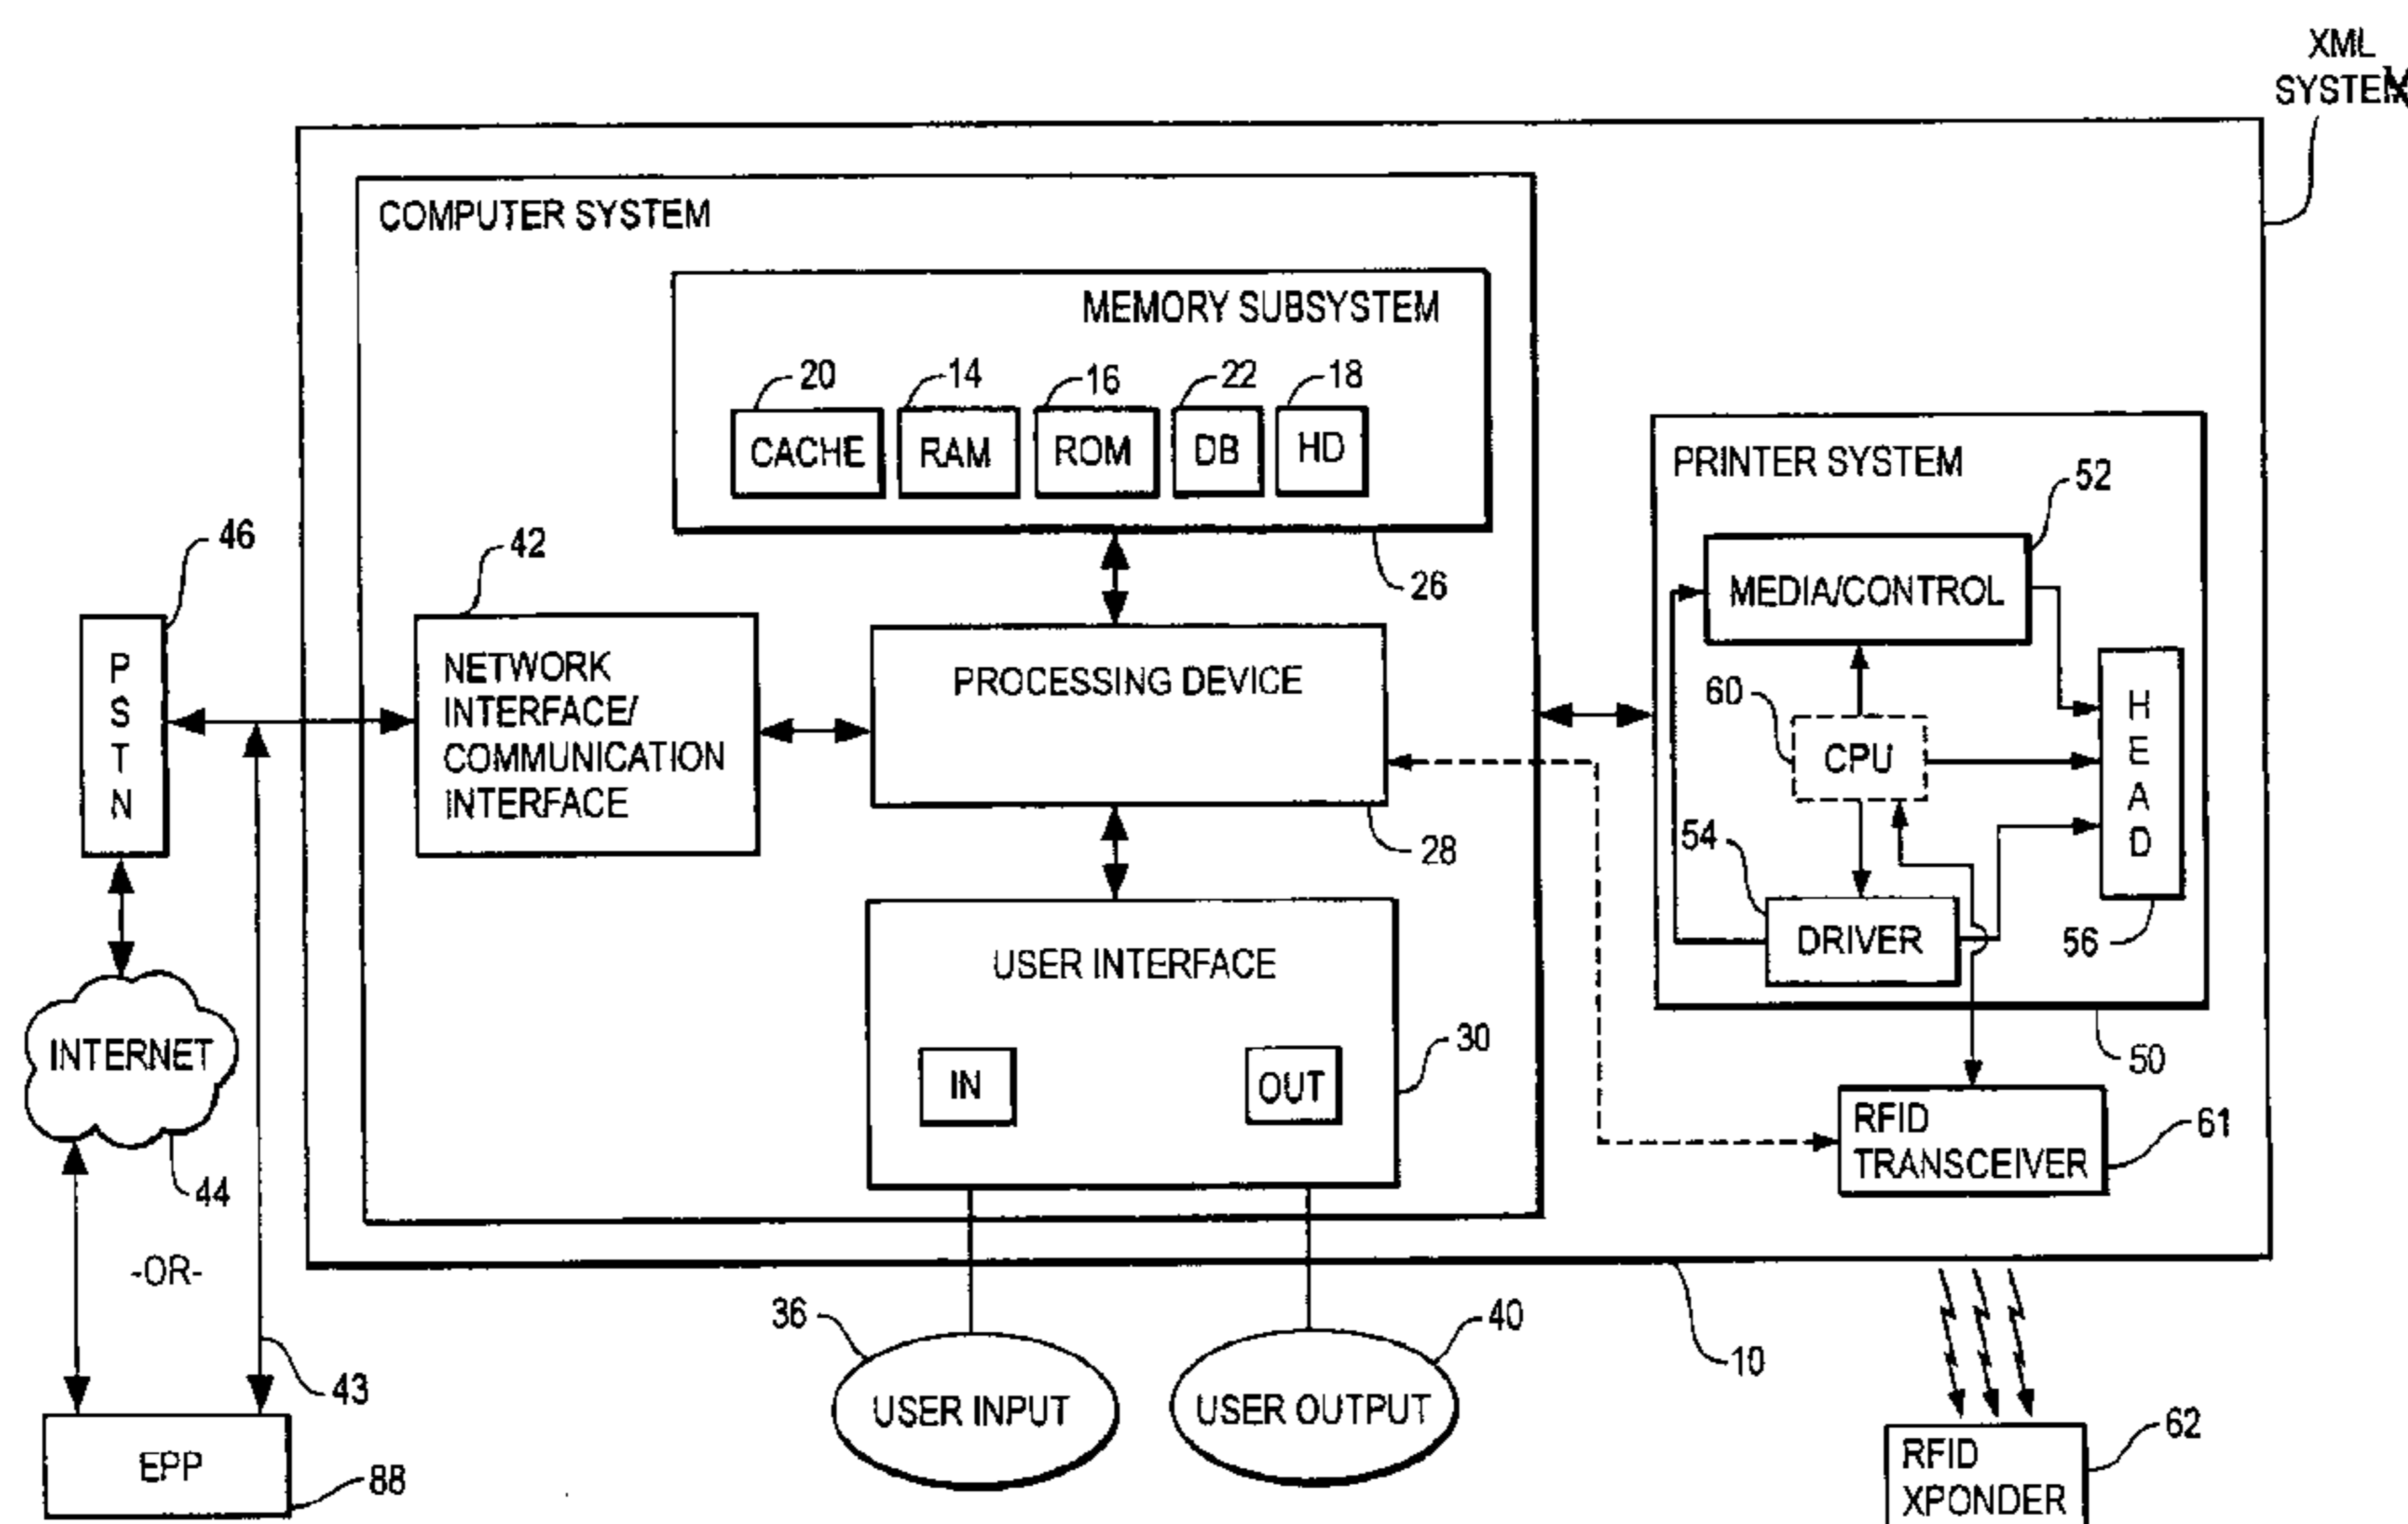 XML
SYSTEM
COMPUTER SYSTEM
MEMORY SUBSYSTEM
20
14
16
22
18
CACHE
RAM
ROM
DB
HD
26
PRINTER SYSTEM
52
MEDIA/CONTROL
60
CPU
HEAD
54
DRIVER
56
50
46
PSTN
42
NETWORK
INTERFACE/
COMMUNICATION
INTERFACE
PROCESSING DEVICE
28
USER INTERFACE
IN
OUT
30
INTERNET
44
-OR-
43
EPP
88
36
USER INPUT
40
USER OUTPUT
10
RFID
TRANSCEIVER
61
62
RFID
XPONDER